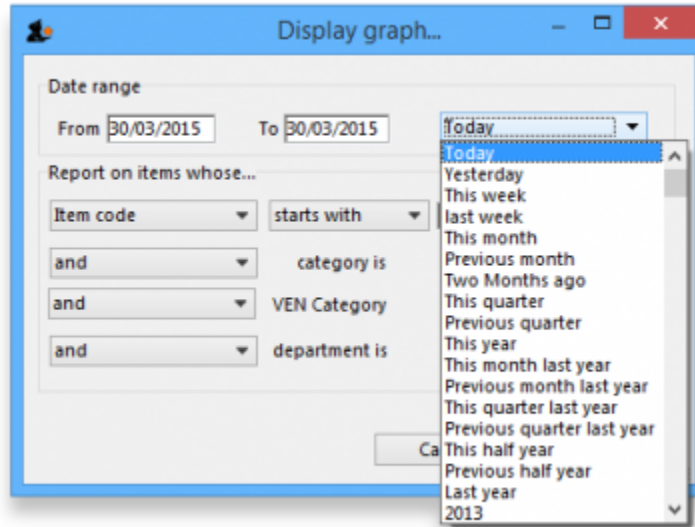 Display graph...
Date range
From 30/03/2015 To 30/03/2015 Today
Report on items whose...
Item code starts with
and category is
and VEN Category
and department is
Ca
Today
Yesterday
This week
last week
This month
Previous month
Two Months ago
This quarter
Previous quarter
This year
This month last year
Previous month last year
This quarter last year
Previous quarter last year
This half year
Previous half year
Last year
2013